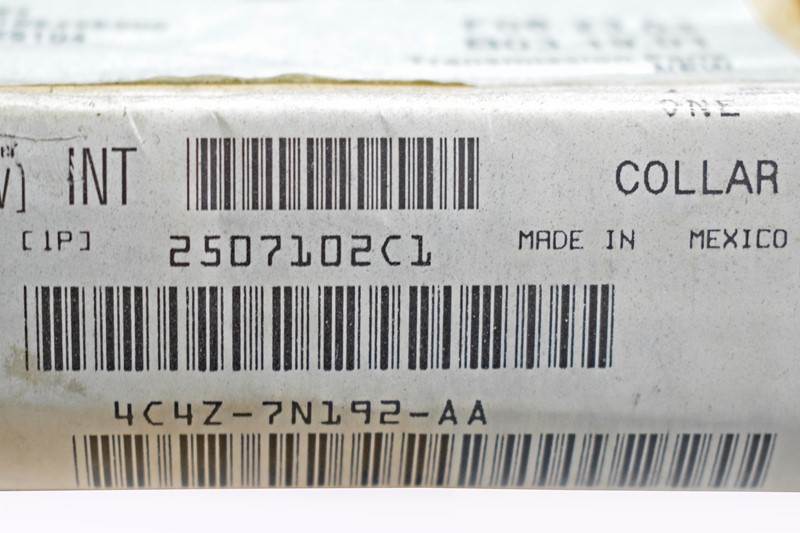 ONE
INT
COLLAR
[1P] 2507102C1 MADE IN MEXICO
4C4Z-7N192-AA